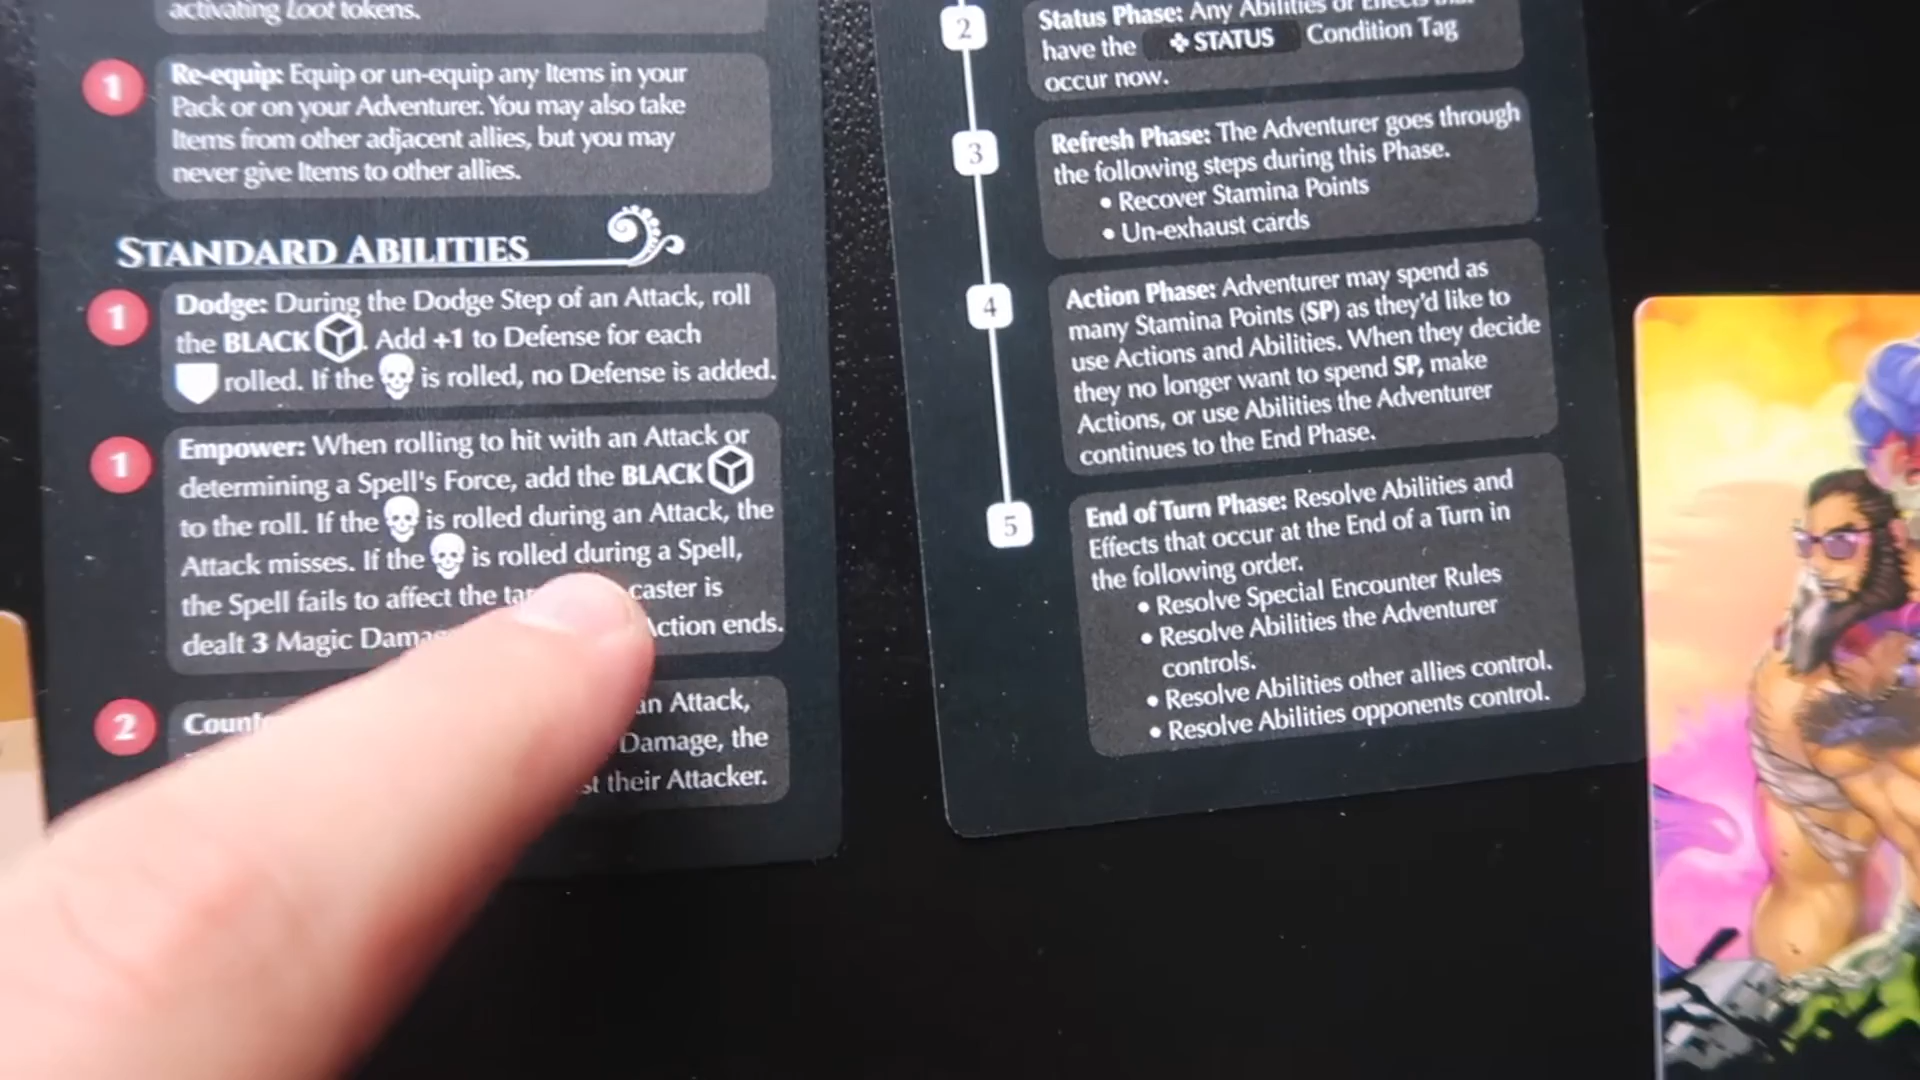 activating Loot tokens.
1
Re-equip: Equip or un-equip any Items in your
Pack or on your Adventurer. You may also take
Items from other adjacent allies, but you may
never give Items to other allies.
STANDARD ABILITIES
1
Dodge: During the Dodge Step of an Attack, roll
the BLACK . Add +1 to Defense for each
rolled. If the is rolled, no Defense is added.
1
Empower: When rolling to hit with an Attack or
determining a Spell's Force, add the BLACK
to the roll. If the is rolled during an Attack, the
Attack misses. If the is rolled during a Spell,
the Spell fails to affect the caster is
dealt 3 Magic Action ends.
2
an Attack,
Damage, the
their Attacker.
2
Status Phase: Any Abilities or Effects that
have the STATUS Condition Tag
occur now.
3
Refresh Phase: The Adventurer goes through
the following steps during this Phase.
• Recover Stamina Points
• Un-exhaust cards
4
Action Phase: Adventurer may spend as
many Stamina Points (SP) as they'd like to
use Actions and Abilities. When they decide
they no longer want to spend SP, make
Actions, or use Abilities the Adventurer
continues to the End Phase.
5
End of Turn Phase: Resolve Abilities and
Effects that occur at the End of a Turn in
the following order.
• Resolve Special Encounter Rules
• Resolve Abilities the Adventurer
controls.
• Resolve Abilities other allies control.
• Resolve Abilities opponents control.